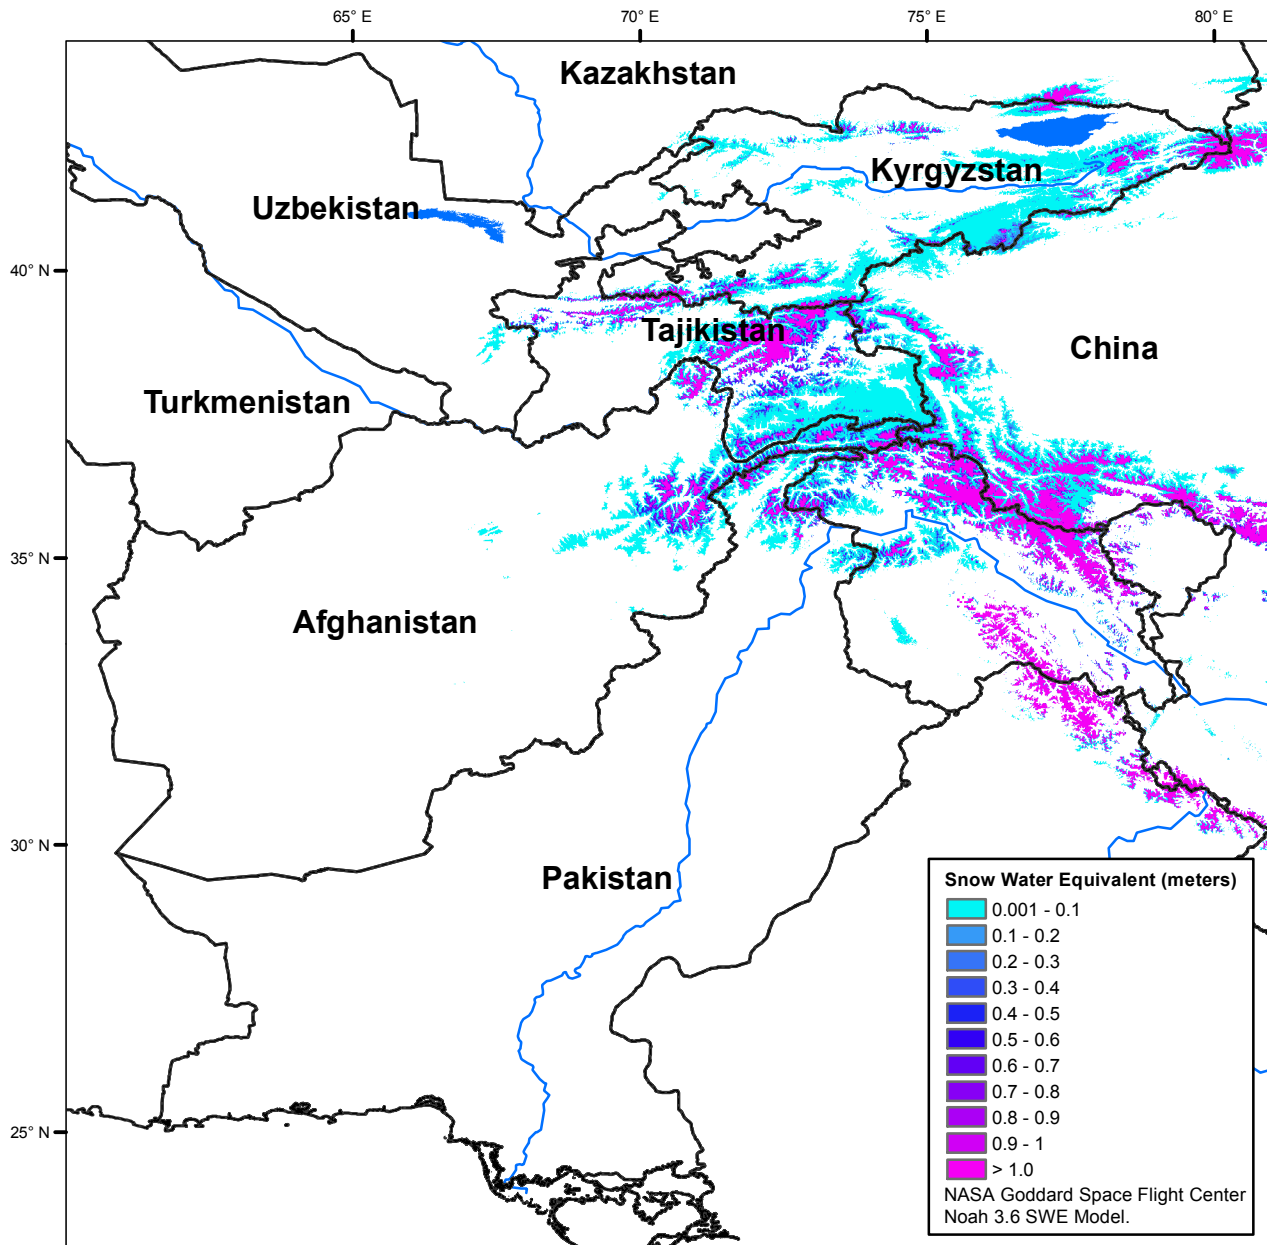 65° E
70° E
75° E
80° E
Kazakhstan
Kyrgyzstan
Uzbekistan
40° N
Tajikistan
China
Turkmenistan
35° N
Afghanistan
30° N
Pakistan
25° N
Snow Water Equivalent (meters)
0.001 - 0.1
0.1 - 0.2
0.2 - 0.3
0.3 - 0.4
0.4 - 0.5
0.5 - 0.6
0.6 - 0.7
0.7 - 0.8
0.8 - 0.9
0.9 - 1
> 1.0
NASA Goddard Space Flight Center
Noah 3.6 SWE Model.